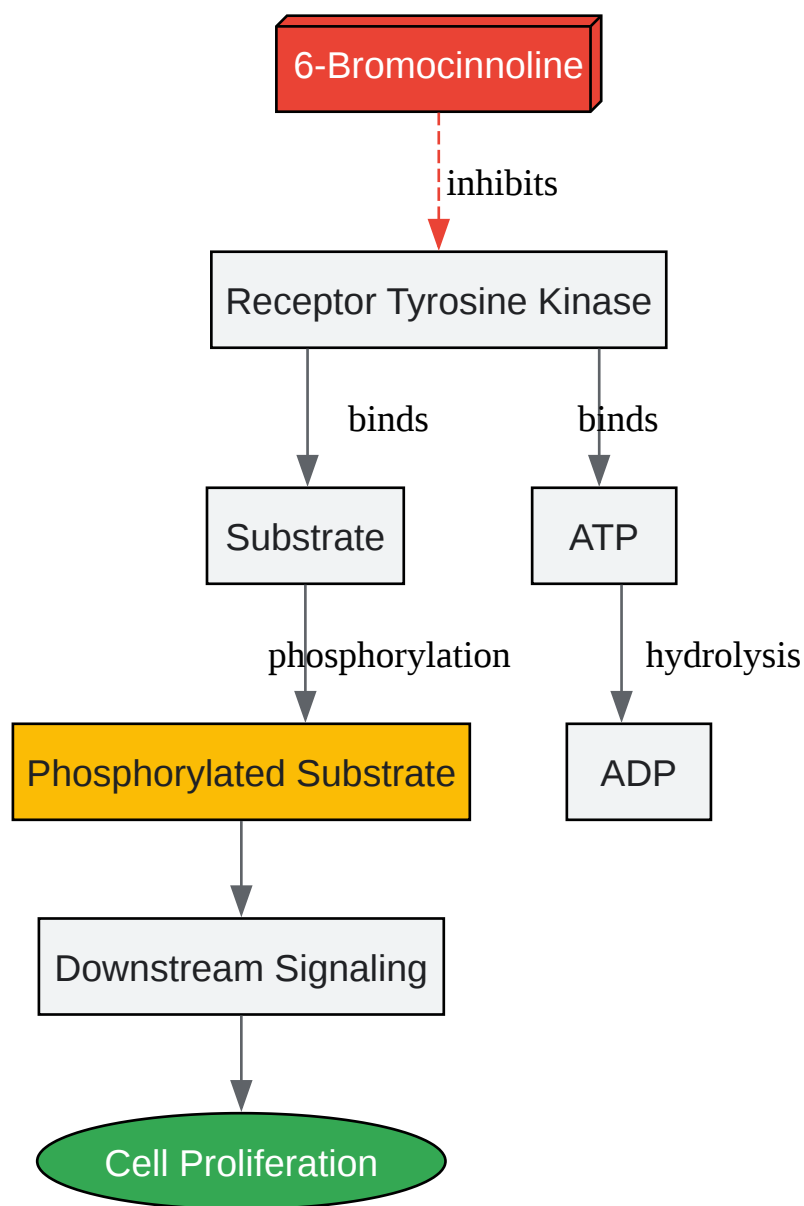 6-Bromocinnoline
inhibits
Receptor Tyrosine Kinase
binds
binds
Substrate
ATP
phosphorylation
hydrolysis
Phosphorylated Substrate
ADP
Downstream Signaling
Cell Proliferation